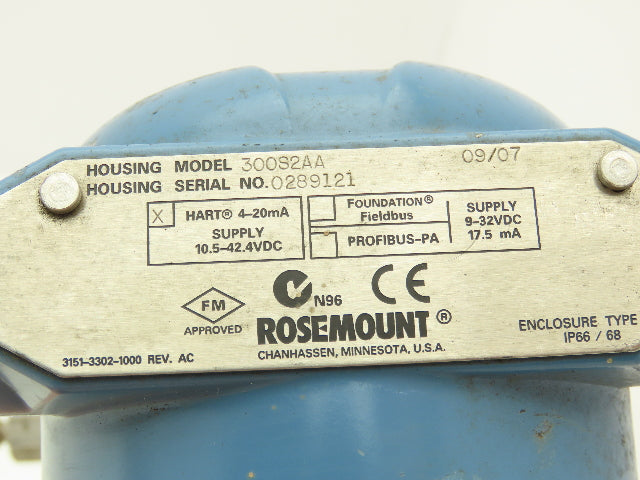 HOUSING MODEL 300S2AA 09/07
HOUSING SERIAL NO. 0289121
X HART® 4-20mA
SUPPLY
10.5-42.4VDC
FOUNDATION®
Fieldbus
PROFIBUS-PA
SUPPLY
9-32VDC
17.5 mA
FM
APPROVED
N96
CE
ROSEMOUNT®
CHANHASSEN, MINNESOTA, U.S.A.
3151-3302-1000 REV. AC
ENCLOSURE TYPE
IP66 / 68